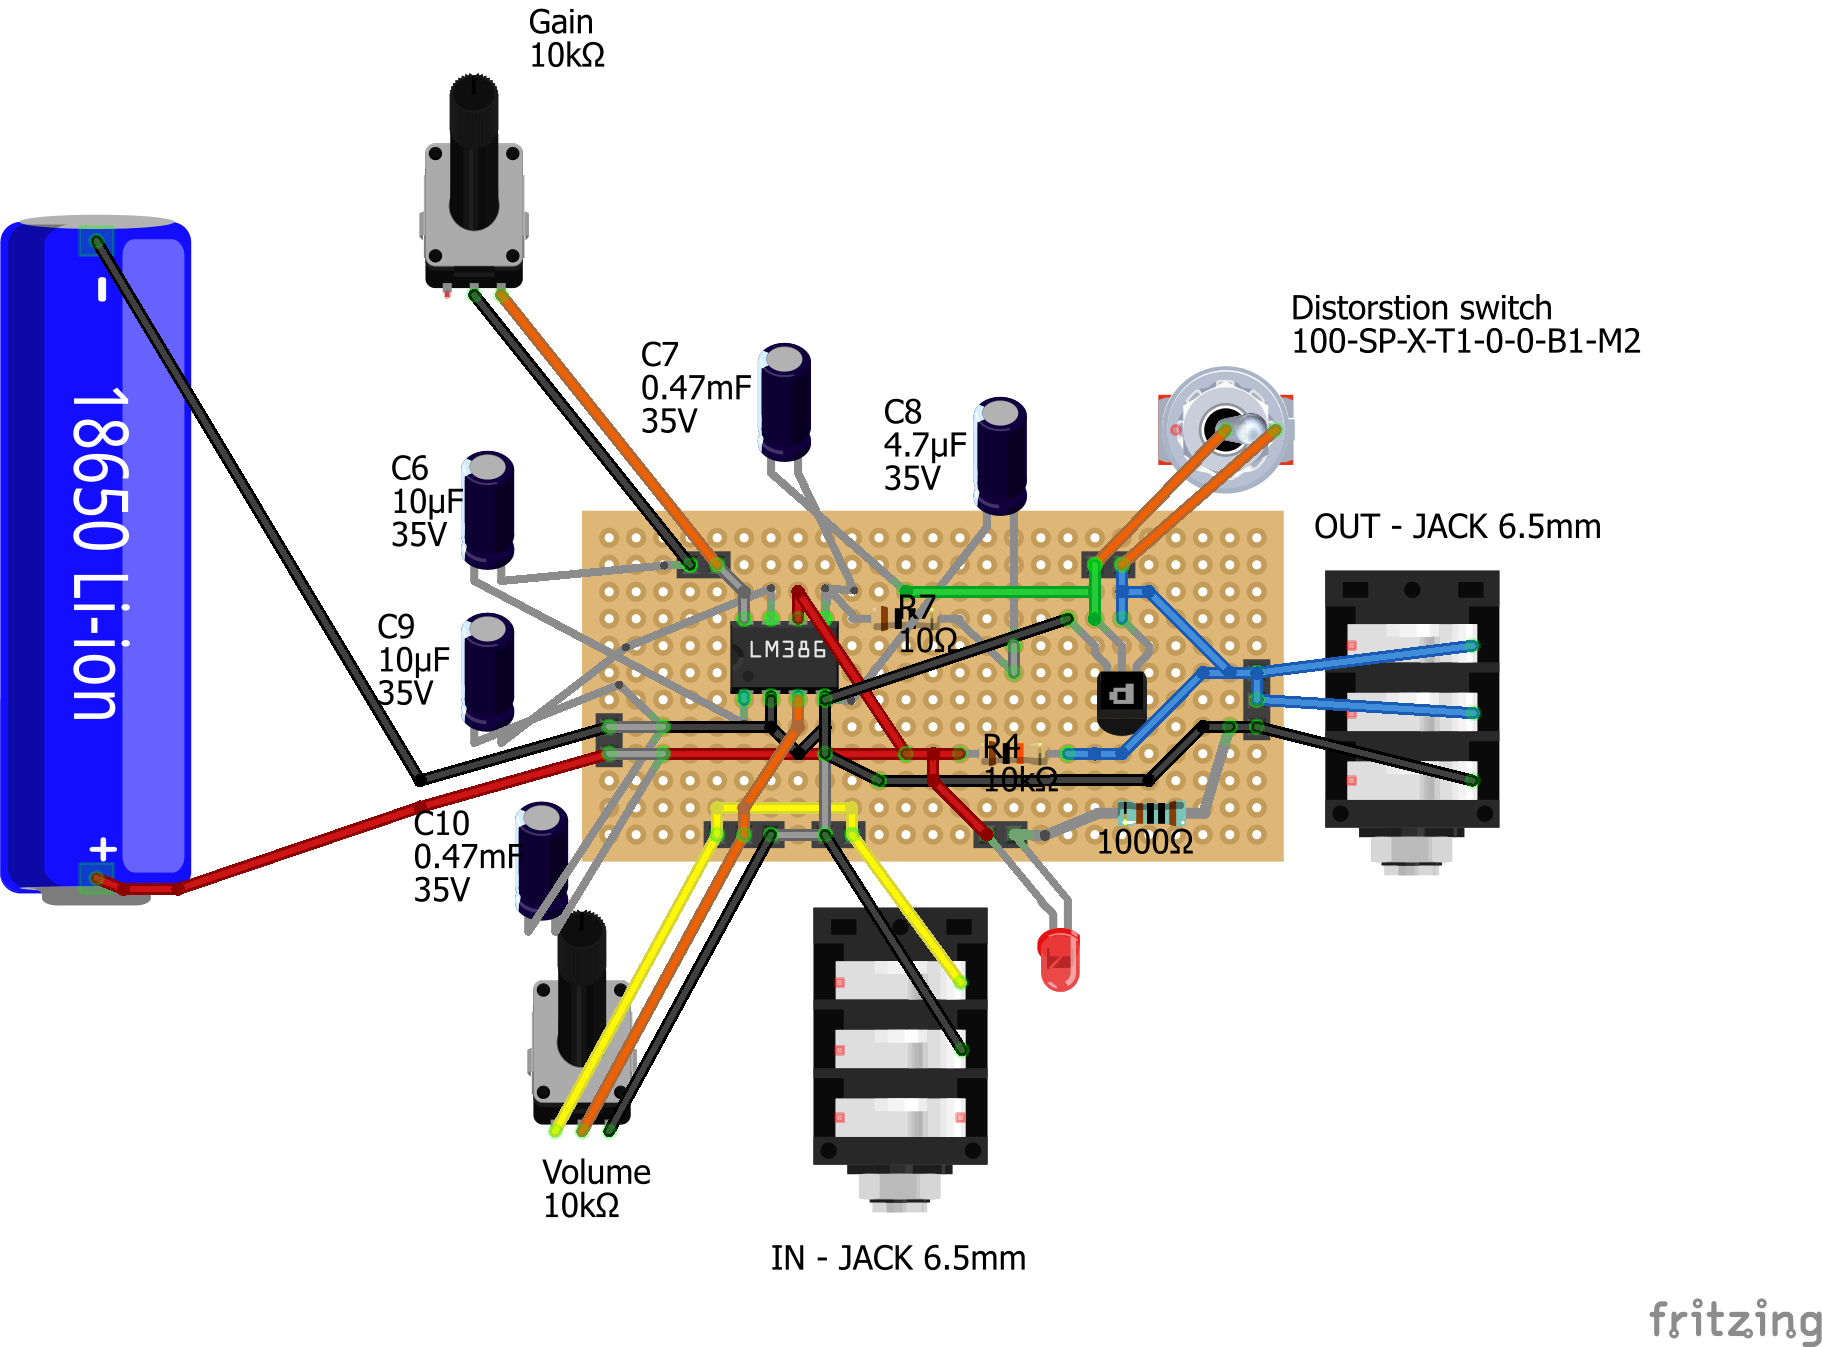 Gain
10kΩ
-
18650 Li-ion
+
C7
0.47mF
35V
C8
4.7µF
35V
Distorstion switch
100-SP-X-T1-0-0-B1-M2
C6
10µF
35V
OUT - JACK 6.5mm
C9
10µF
35V
LM386
R7
10Ω
R4
10kΩ
1000Ω
C10
0.47mF
35V
Volume
10kΩ
IN - JACK 6.5mm
fritzing